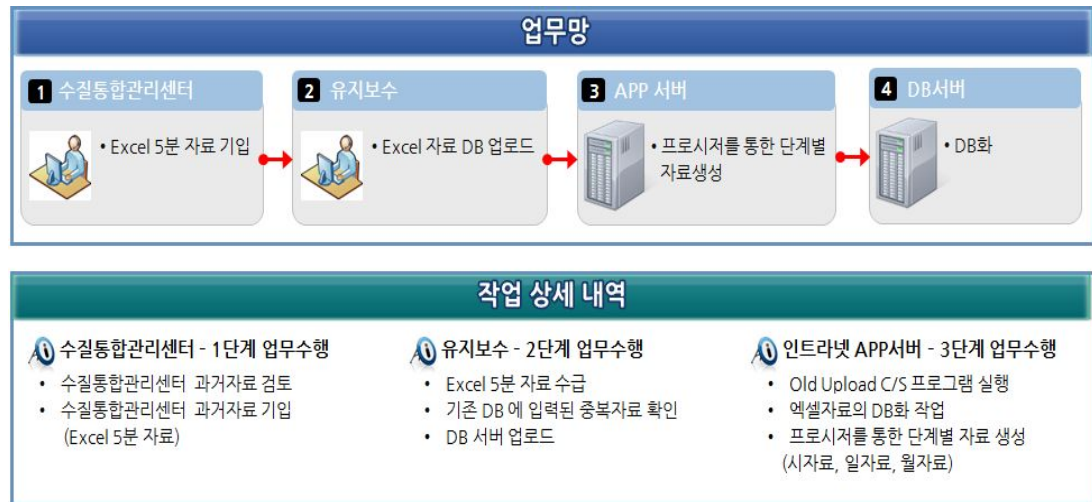 업무망
1 수질통합관리센터
• Excel 5분 자료 기입
2 유지보수
• Excel 자료 DB 업로드
3 APP 서버
• 프로시저를 통한 단계별
자료생성
4 DB서버
• DB화
작업 상세 내역
수질통합관리센터 - 1단계 업무수행
• 수질통합관리센터 과거자료 검토
• 수질통합관리센터 과거자료 기입
(Excel 5분 자료)
유지보수 - 2단계 업무수행
• Excel 5분 자료 수급
• 기존 DB 에 입력된 중복자료 확인
• DB 서버 업로드
인트라넷 APP서버 - 3단계 업무수행
• Old Upload C/S 프로그램 실행
• 엑셀자료의 DB화 작업
• 프로시저를 통한 단계별 자료 생성
(시자료, 일자료, 월자료)